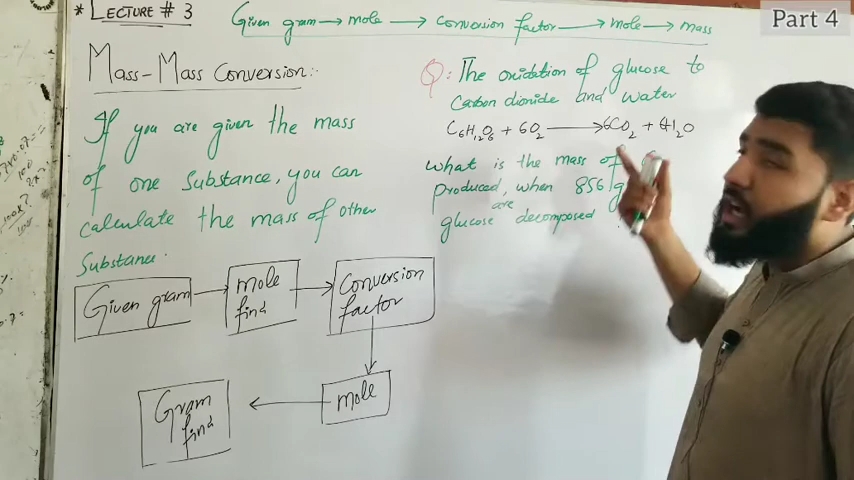 Part 4
* LECTURE # 3
Given gram → mole → conversion factor → mole → mass
Mass-Mass Conversion:
If you are given the mass
of one substance, you can
calculate the mass of other
Substance.
Given gram → mole find → Conversion factor
mole
Gram find
Q: The oxidation of glucose to
Carbon dioxide and water
C6H12O6 + 6O2 → 6CO2 + H2O
what is the mass of
produced, when 856 g
are
glucose decomposed